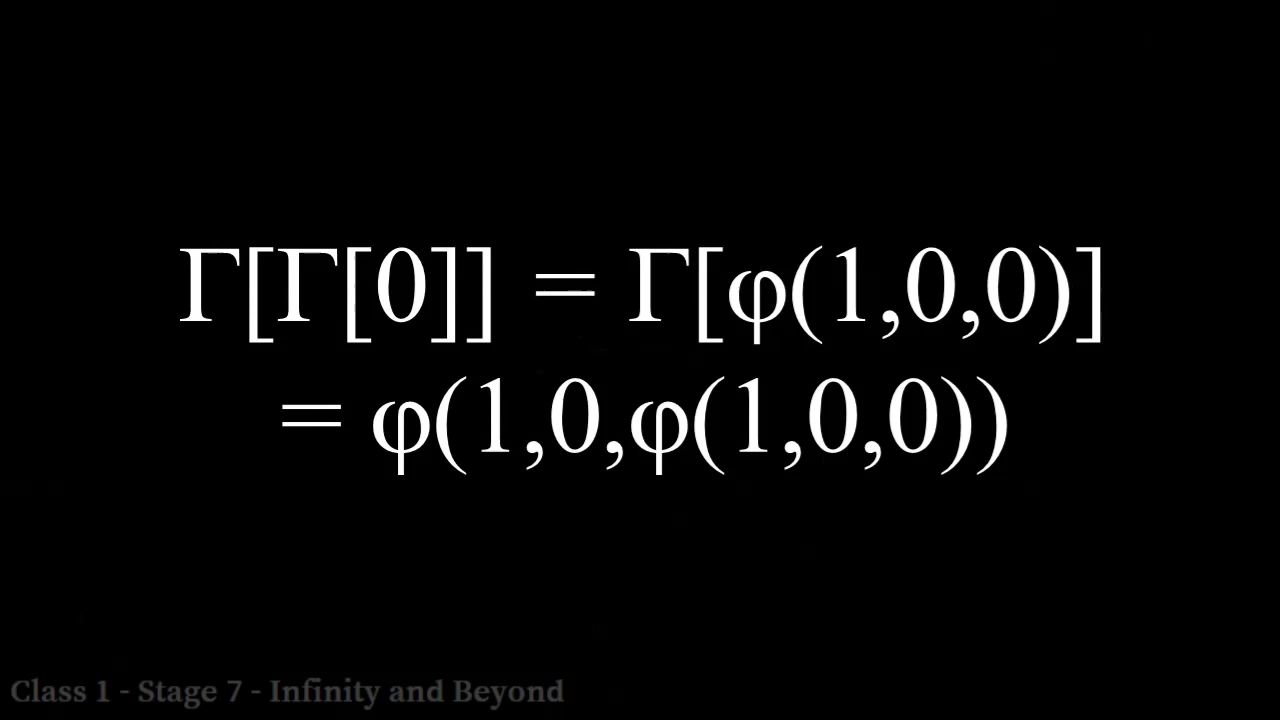 Γ[Γ[0]] = Γ[φ(1,0,0)]
= φ(1,0,φ(1,0,0))
Class 1 - Stage 7 - Infinity and Beyond